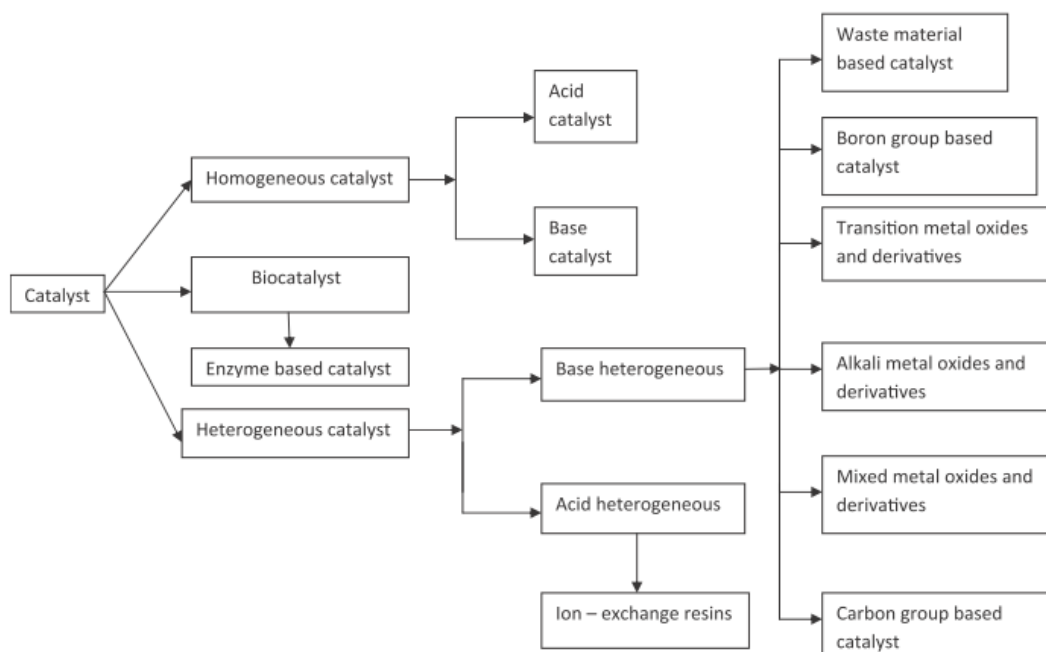 Catalyst
Homogeneous catalyst
Acid
catalyst
Base
catalyst
Biocatalyst
Enzyme based catalyst
Heterogeneous catalyst
Base heterogeneous
Acid heterogeneous
Ion – exchange resins
Waste material
based catalyst
Boron group based
catalyst
Transition metal oxides
and derivatives
Alkali metal oxides and
derivatives
Mixed metal oxides and
derivatives
Carbon group based
catalyst